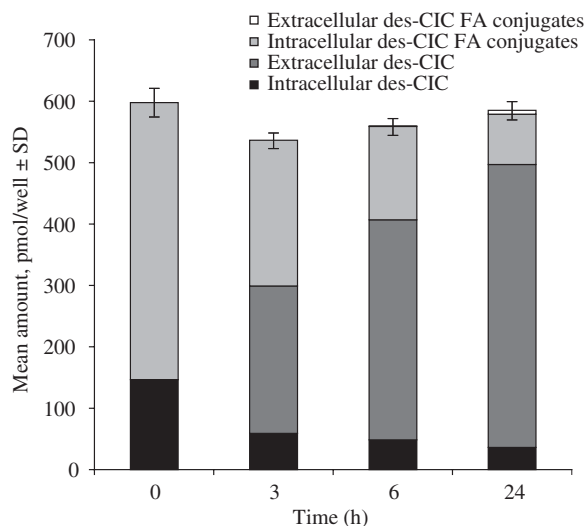 Extracellular des-CIC FA conjugates
Intracellular des-CIC FA conjugates
Extracellular des-CIC
Intracellular des-CIC
Mean amount, pmol/well ± SD
700
600
500
400
300
200
100
0
0 3 6 24
Time (h)